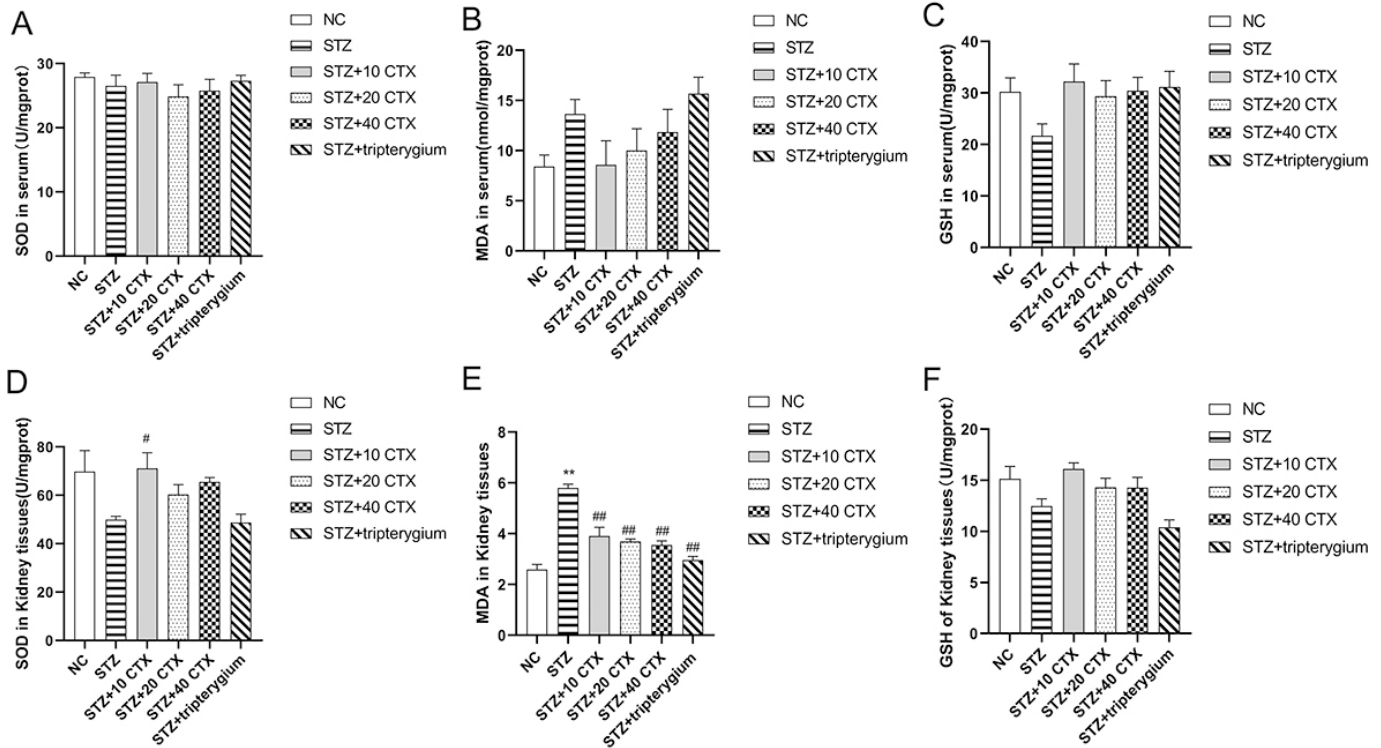 A
SOD in serum（U/mgprot）
30
20
10
0
NC
STZ
STZ+10 CTX
STZ+20 CTX
STZ+40 CTX
STZ+tripterygium
NC
STZ
STZ+10 CTX
STZ+20 CTX
STZ+40 CTX
STZ+tripterygium
B
MDA in serum(nmol/mgprot)
20
15
10
5
0
NC
STZ
STZ+10 CTX
STZ+20 CTX
STZ+40 CTX
STZ+tripterygium
NC
STZ
STZ+10 CTX
STZ+20 CTX
STZ+40 CTX
STZ+tripterygium
C
GSH in serum(U/mgprot)
40
30
20
10
0
NC
STZ
STZ+10 CTX
STZ+20 CTX
STZ+40 CTX
STZ+tripterygium
NC
STZ
STZ+10 CTX
STZ+20 CTX
STZ+40 CTX
STZ+tripterygium
D
SOD in Kidney tissues(U/mgprot)
80
60
40
20
0
#
NC
STZ
STZ+10 CTX
STZ+20 CTX
STZ+40 CTX
STZ+tripterygium
NC
STZ
STZ+10 CTX
STZ+20 CTX
STZ+40 CTX
STZ+tripterygium
E
MDA in Kidney tissues
8
6
4
2
0
**
## ## ## ##
NC
STZ
STZ+10 CTX
STZ+20 CTX
STZ+40 CTX
STZ+tripterygium
NC
STZ
STZ+10 CTX
STZ+20 CTX
STZ+40 CTX
STZ+tripterygium
F
GSH of Kidney tissues（U/mgprot）
20
15
10
5
0
NC
STZ
STZ+10 CTX
STZ+20 CTX
STZ+40 CTX
STZ+tripterygium
NC
STZ
STZ+10 CTX
STZ+20 CTX
STZ+40 CTX
STZ+tripterygium